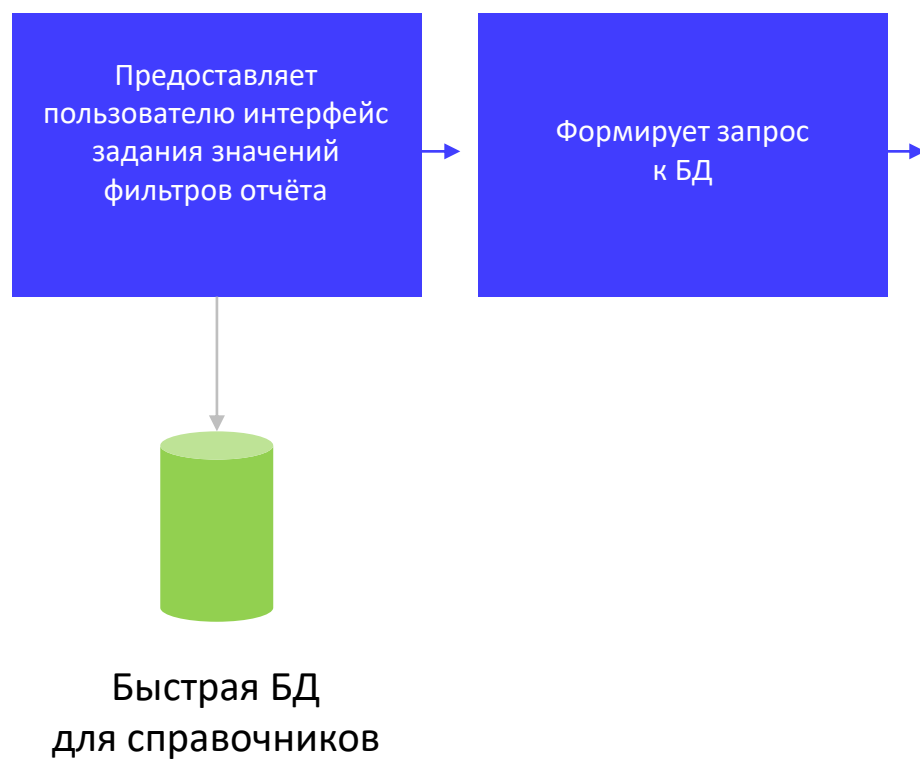 Предоставляет
пользователю интерфейс
задания значений
фильтров отчёта
Формирует запрос
к БД
Быстрая БД
для справочников